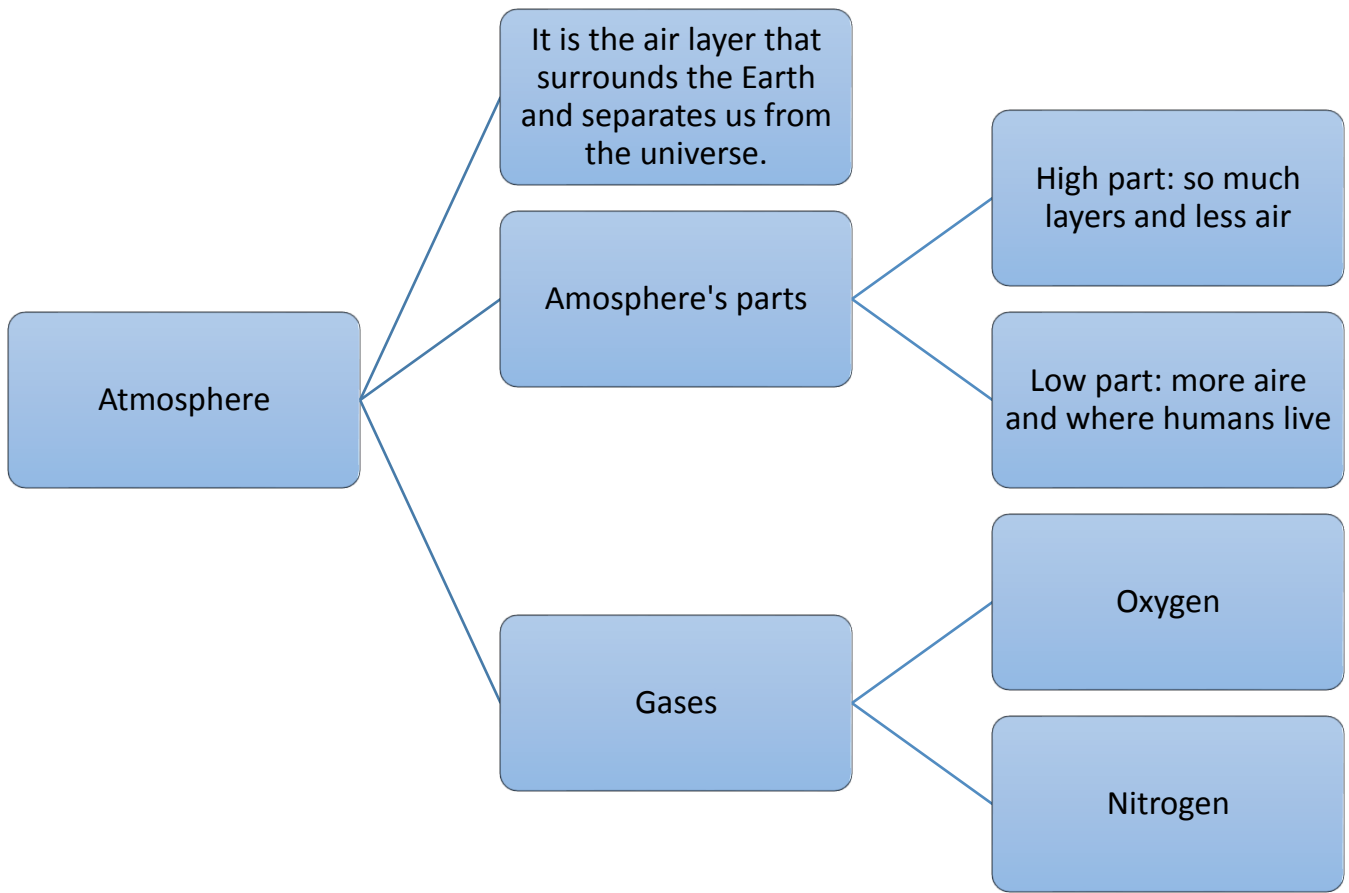 Atmosphere
It is the air layer that
surrounds the Earth
and separates us from
the universe.
Amosphere's parts
High part: so much
layers and less air
Low part: more aire
and where humans live
Gases
Oxygen
Nitrogen